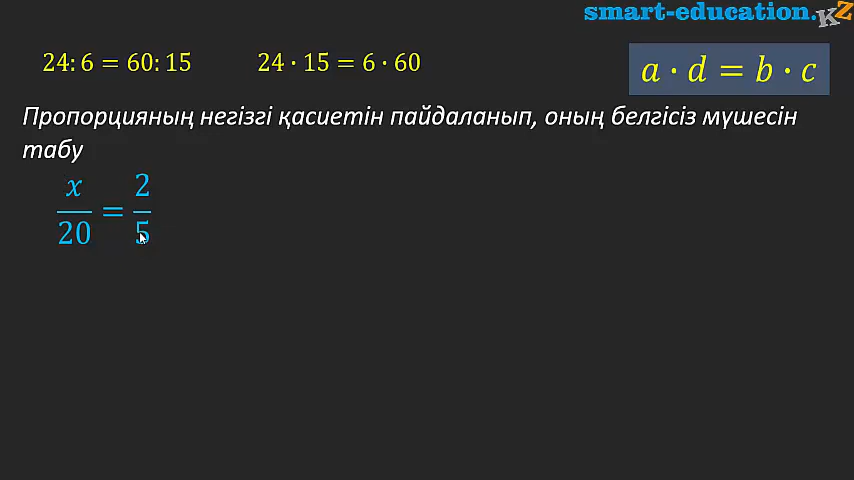 smart-education.KZ
24:6 = 60:15 24 · 15 = 6 · 60 a · d = b · c
Пропорцияның негізгі қасиетін пайдаланып, оның белгісіз мүшесін
табу
x/20 = 2/5